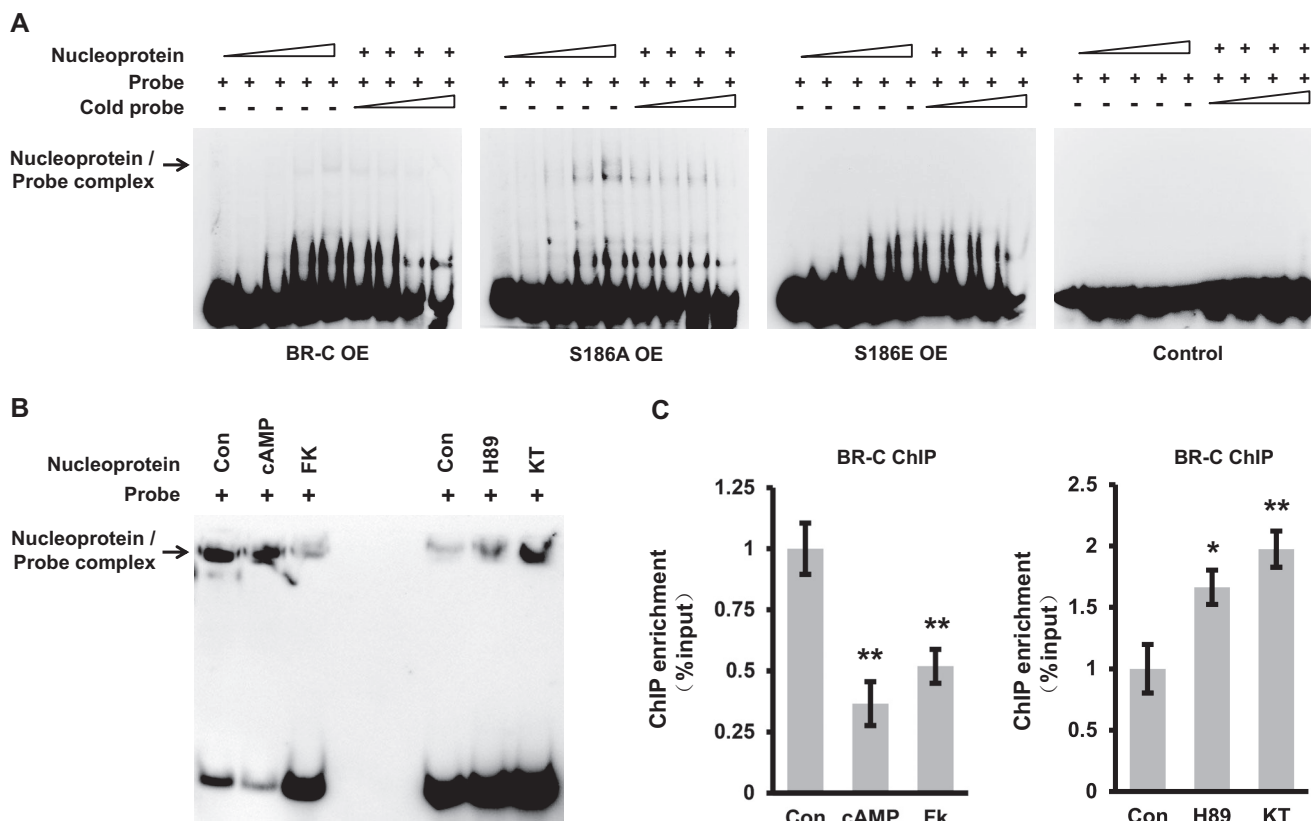 A
Nucleoprotein + + + + + + + + + + + + + + + +
Probe + + + + + + + + + + + + + + + + + + + + + + + + + + + + + + + + + + + +
Cold probe - - - - - - - - - - - - - - - - - - - -
Nucleoprotein /
Probe complex
BR-C OE S186A OE S186E OE Control
B
Con cAMP FK Con H89 KT
Nucleoprotein
Probe + + + + + +
Nucleoprotein /
Probe complex
C
BR-C ChIP
ChIP enrichment
(%input)
1.25
1
0.75
0.5
0.25
0
** **
Con cAMP Fk
BR-C ChIP
ChIP enrichment
(%input)
2.5
2
1.5
1
0.5
0
* **
Con H89 KT